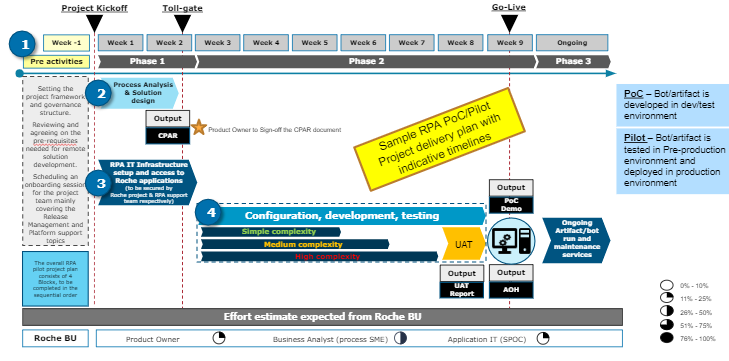 Project Kickoff
Toll-gate
Go-Live
1
Week -1
Week 1
Week 2
Week 3
Week 4
Week 5
Week 6
Week 7
Week 8
Week 9
Ongoing
Pre activities
Phase 1
Phase 2
Phase 3
Setting the
project framework
and governance
structure.
Reviewing and
agreeing on the
pre-requisites
needed for remote
solution
development.
Scheduling an
onboarding session
for the project
team mainly
covering the
Release
Management and
Platform support
topics
The overall RPA
pilot project plan
consists of 4
Blocks, to be
completed in the
sequential order
2
Process Analysis
& Solution
design
Output
CPAR
Product Owner to Sign-off the CPAR document
3
RPA IT Infrastructure
setup and access to
Roche applications
(to be secured by
Roche project & RPA support
team respectively)
Sample RPA PoC/Pilot
Project delivery plan with
indicative timelines
4
Configuration, development, testing
Simple complexity
Medium complexity
High complexity
UAT
Output
UAT
Report
Output
PoC
Demo
Output
AOH
Ongoing
Artifact/bot
run and
maintenance
services
PoC – Bot/artifact is
developed in dev/test
environment
Pilot – Bot/artifact is
tested in Pre-production
environment and
deployed in production
environment
Effort estimate expected from Roche BU
Roche BU
Product Owner
Business Analyst (process SME)
Application IT (SPOC)
0% - 10%
11% - 25%
26% - 50%
51% - 75%
76% - 100%